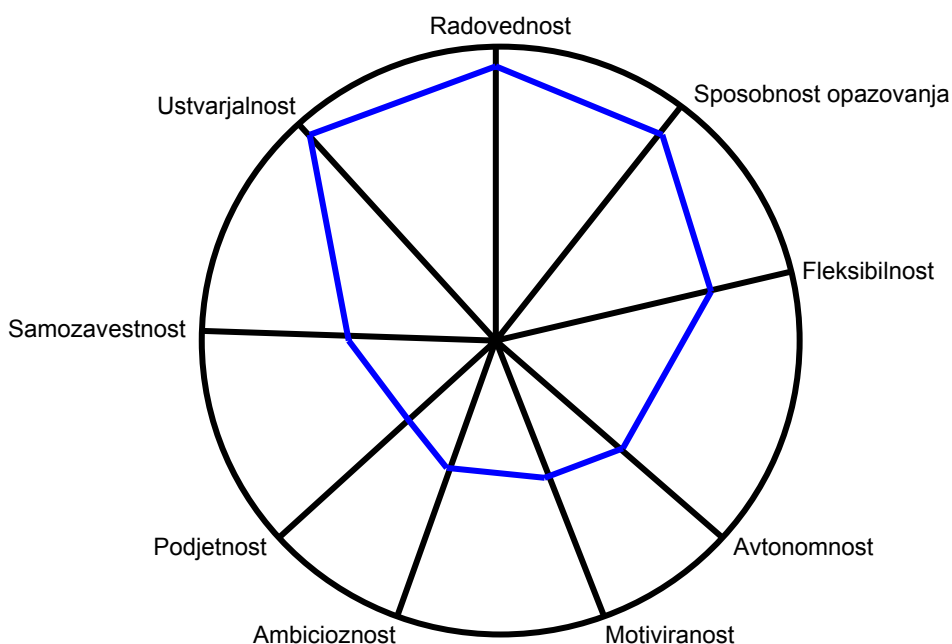 Radovednost
Sposobnost opazovanja
Fleksibilnost
Avtonomnost
Motiviranost
Ambicioznost
Podjetnost
Samozavestnost
Ustvarjalnost